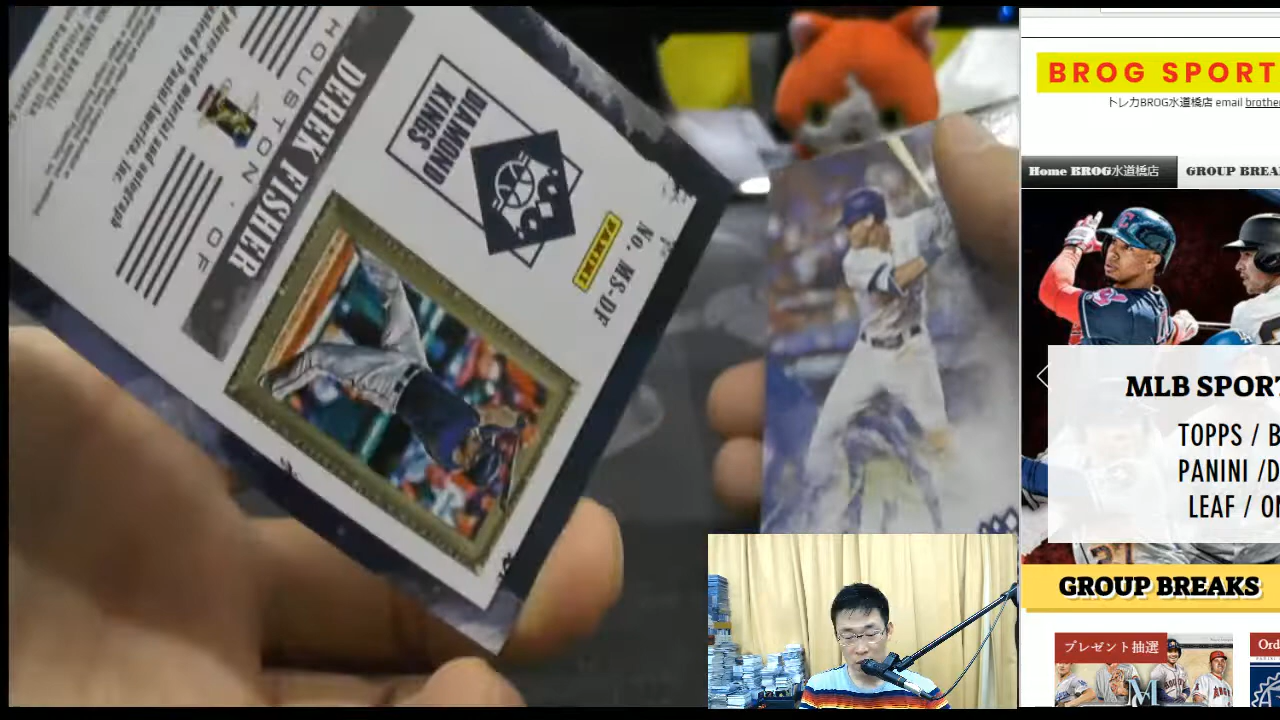 DEREK FISHER
HOUSTON
OF
DIAMOND
KINGS
PANINI
No. MS-DF
BROG SPORT
トレカBROG水道橋店 email brothe
Home BROG水道橋店
GROUP BREA
MLB SPORT
TOPPS / B
PANINI /D
LEAF / ON
GROUP BREAKS
プレゼント抽選
Ord